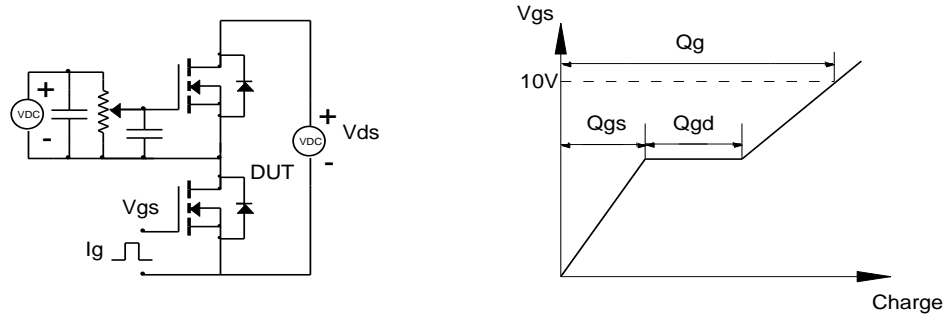 +
VDC
-
+
VDC
-
Vds
DUT
Vgs
Ig
Vgs
Qg
10V
Qgs
Qgd
Charge